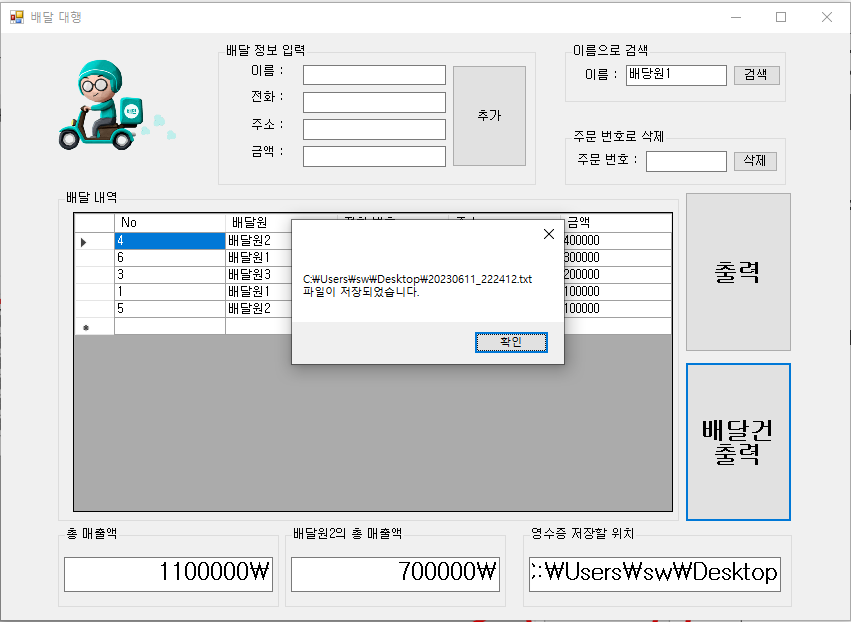 배달 대행
배달 정보 입력
이름 :
전화 :
주소 :
금액 :
추가
이름으로 검색
이름 : 배당원1 검색
주문 번호로 삭제
주문 번호 : 삭제
배달 내역
No 배달원 금액
4 배달원2 400000
6 배달원1 300000
3 배달원3 200000
1 배달원1 100000
5 배달원2 100000
C:₩Users₩sw₩Desktop₩20230611_222412.txt
파일이 저장되었습니다.
확인
출력
배달건
출력
총 매출액
1100000₩
배달원2의 총 매출액
700000₩
영수증 저장할 위치
:₩Users₩sw₩Desktop